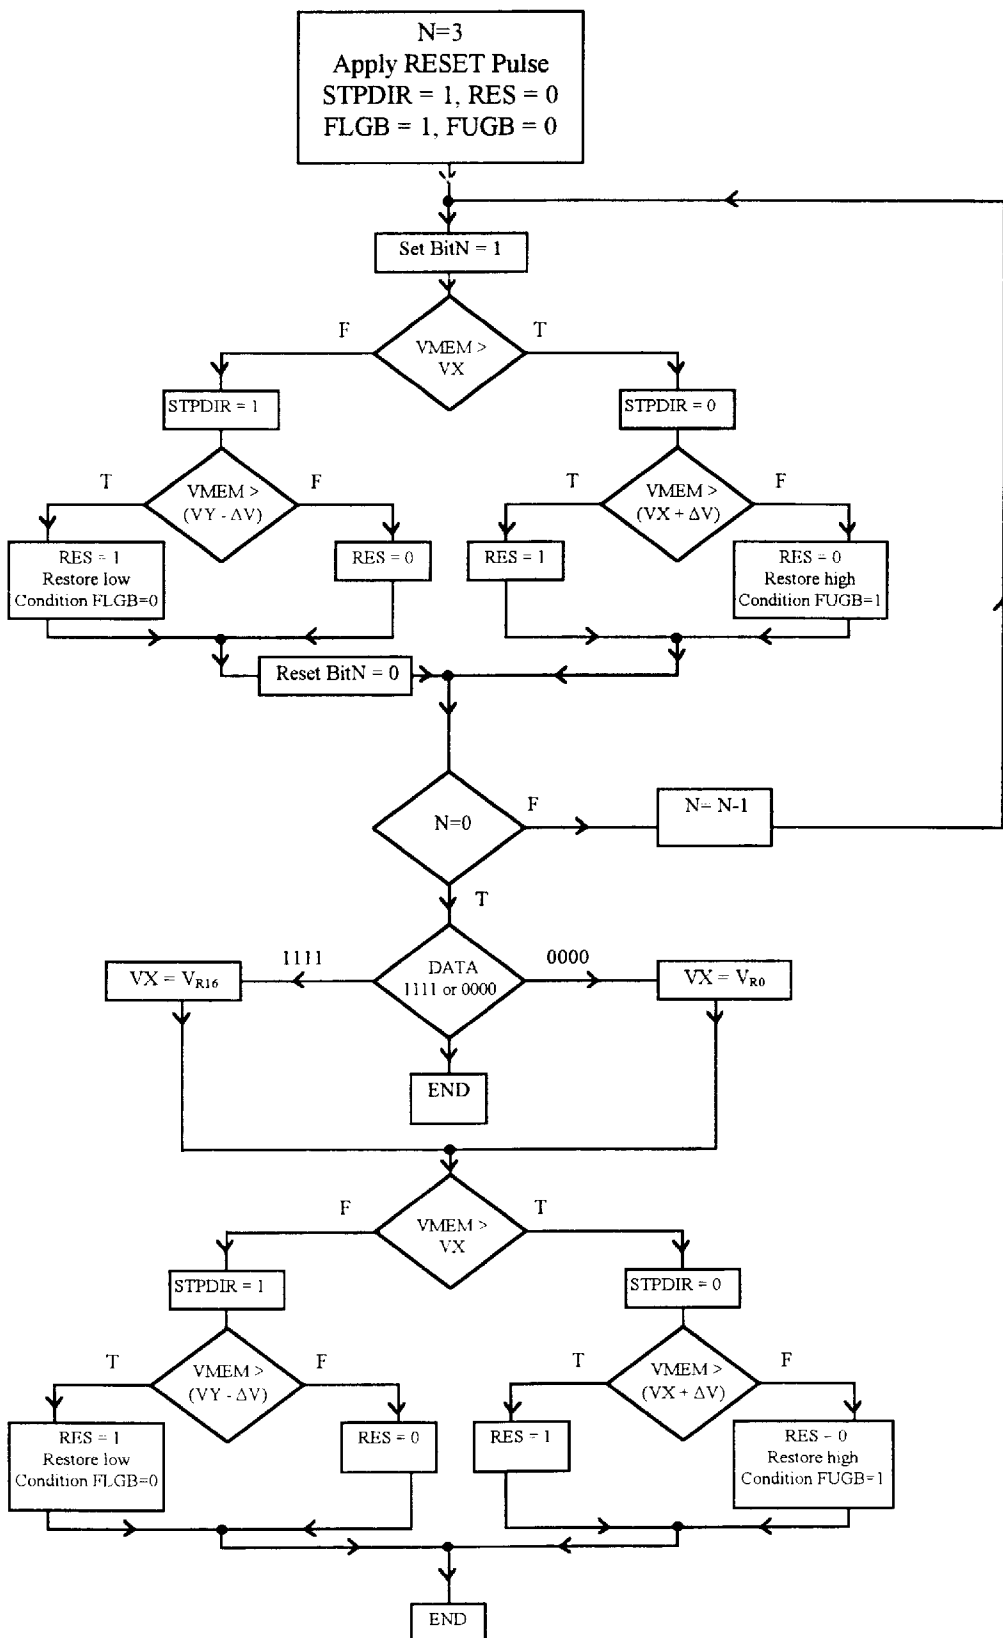 N=3
Apply RESET Pulse
STPDIR = 1, RES = 0
FLGB = 1, FUGB = 0
Set BitN = 1
F
T
VMEM >
VX
STPDIR = 1
STPDIR = 0
T
F
T
F
VMEM >
(VY - ΔV)
VMEM >
(VX + ΔV)
RES = 1
Restore low
Condition FLGB=0
RES = 0
RES = 1
RES = 0
Restore high
Condition FUGB=1
Reset BitN = 0
N=0
F
N= N-1
T
1111
0000
DATA
1111 or 0000
VX = VR16
VX = VR0
END
F
T
VMEM >
VX
STPDIR = 1
STPDIR = 0
T
F
T
F
VMEM >
(VY - ΔV)
VMEM >
(VX + ΔV)
RES = 1
Restore low
Condition FLGB=0
RES = 0
RES = 1
RES = 0
Restore high
Condition FUGB=1
END